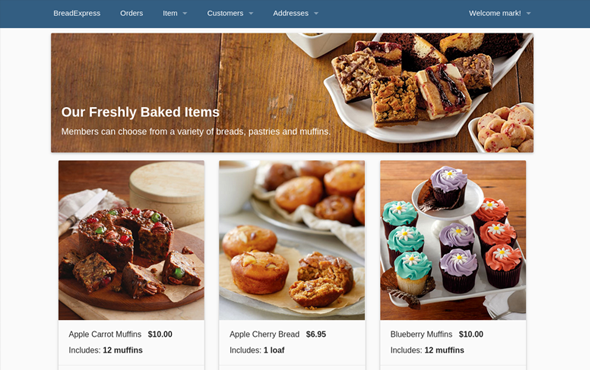 BreadExpress Orders Item Customers Addresses Welcome mark!
Our Freshly Baked Items
Members can choose from a variety of breads, pastries and muffins.
Apple Carrot Muffins $10.00
Includes: 12 muffins
Apple Cherry Bread $6.95
Includes: 1 loaf
Blueberry Muffins $10.00
Includes: 12 muffins